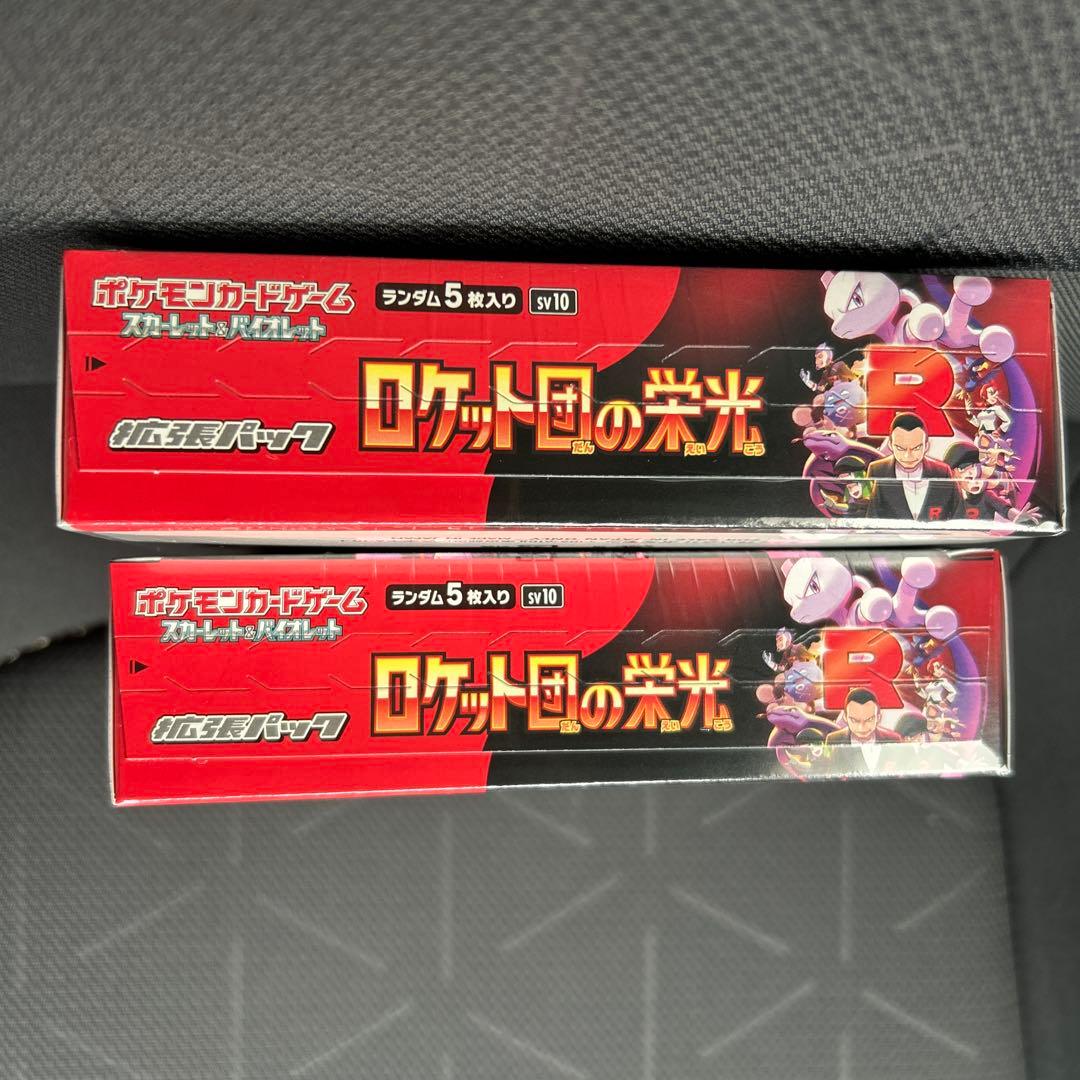 ポケモンカードゲーム
スカーレット&バイオレット
ランダム5枚入り sv10
拡張パック
ロケット団の栄光
だん えい こう
R
R
ポケモンカードゲーム
スカーレット&バイオレット
ランダム5枚入り sv10
拡張パック
ロケット団の栄光
だん えい こう
R